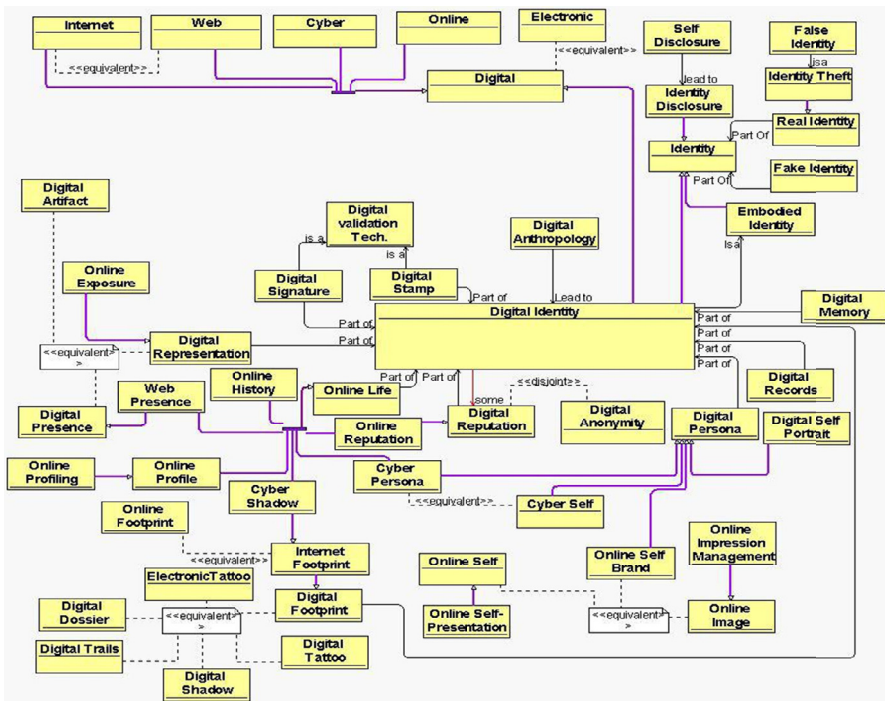 Internet
Web
Cyber
Online
Electronic
<<equivalent>>
<<equivalent>>
Digital
Self
Disclosure
lead to
Identity
Disclosure
False
Identity
isa
Identity Theft
Real Identity
Part Of
Identity
Part Of
Fake Identity
Embodied
Identity
Isa
Digital
Artifact
Digital
validation
Tech.
is a
is a
Digital
Signature
Digital
Stamp
Part of
Digital
Anthropology
Lead to
Online
Exposure
Digital Identity
Part of
Part of
Part of
Part of
Part of
Part of
Digital
Memory
Digital
Representation
<<equivalent>
>
Digital
Presence
Web
Presence
Online
History
Online Life
Part of
Part of
some
Online
Reputation
Digital
Reputation
<<disjoint>>
Digital
Anonymity
Digital
Records
Digital
Persona
Digital Self
Portrait
Online
Profiling
Online
Profile
Cyber
Shadow
Cyber
Persona
<<equivalent>>
Cyber Self
Online
Footprint
<<equivalent>>
Internet
Footprint
Online Self
Online Self
Brand
Online
Impression
Management
ElectronicTattoo
Digital
Dossier
<<equivalent>
>
Digital
Footprint
Online Self-
Presentation
<<equivalent>
>
Online
Image
Digital Trails
Digital
Shadow
Digital
Tattoo